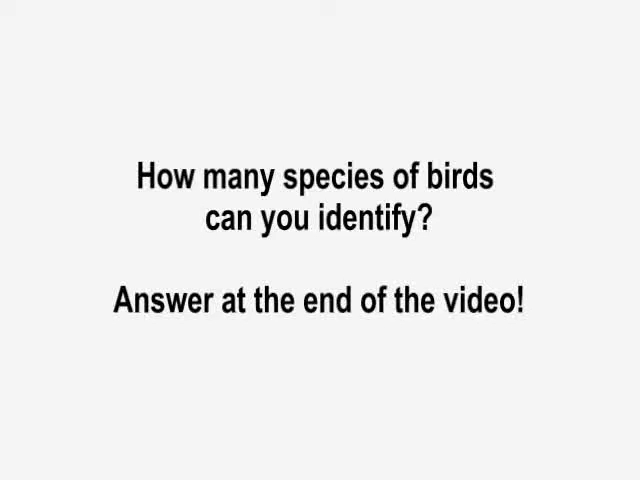 How many species of birds
can you identify?
Answer at the end of the video!